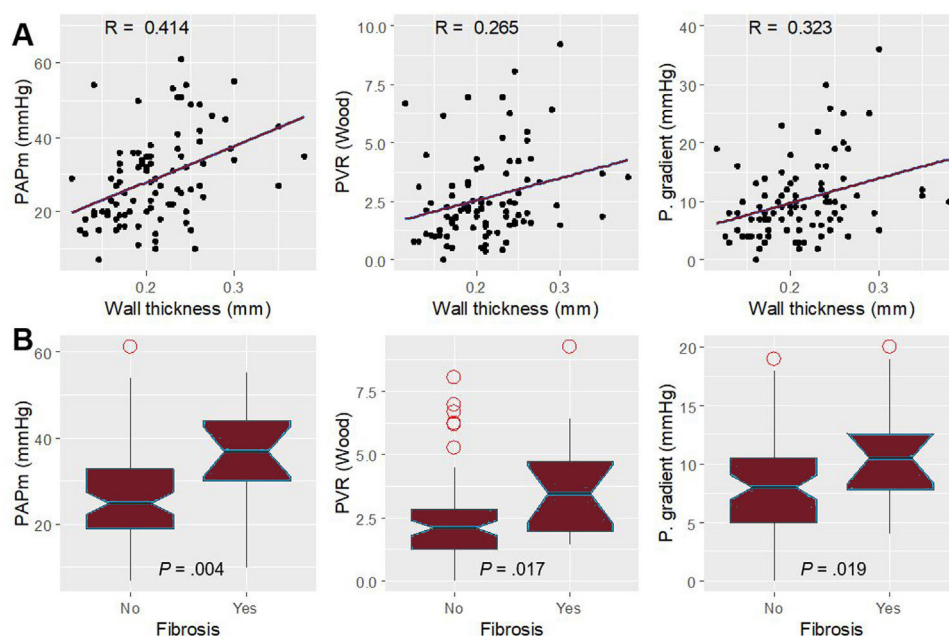 A
R = 0.414
PAPm (mmHg)
60
40
20
0.2
0.3
Wall thickness (mm)
R = 0.265
PVR (Wood)
10.0
7.5
5.0
2.5
0.0
0.2
0.3
Wall thickness (mm)
R = 0.323
P. gradient (mmHg)
40
30
20
10
0
0.2
0.3
Wall thickness (mm)
B
PAPm (mmHg)
60
40
20
P = .004
No
Yes
Fibrosis
PVR (Wood)
7.5
5.0
2.5
0.0
P = .017
No
Yes
Fibrosis
P. gradient (mmHg)
20
15
10
5
0
P = .019
No
Yes
Fibrosis